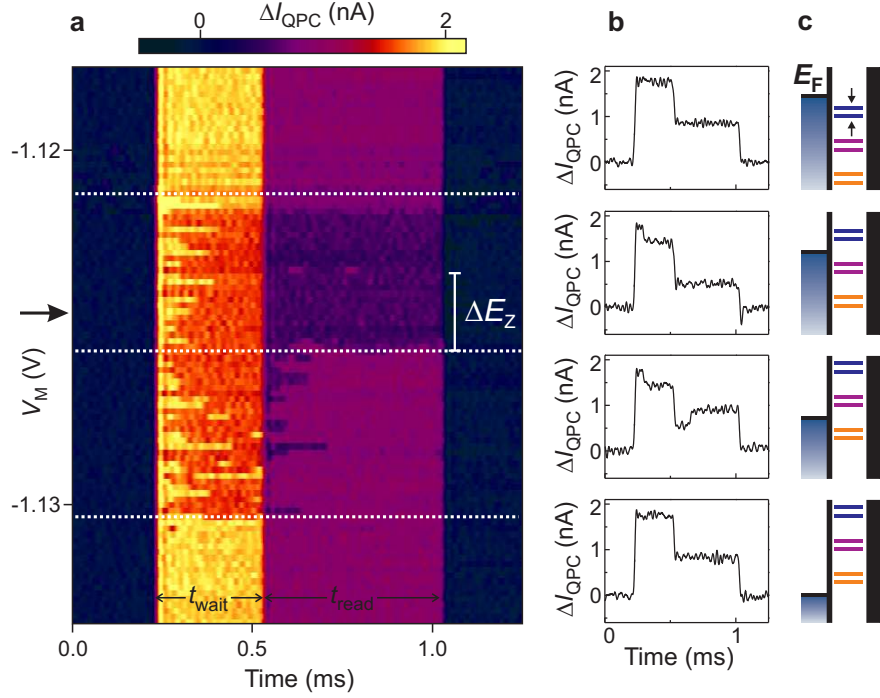 a
ΔI_QPC (nA)
0 2
-1.12
-1.13
V_M (V)
ΔE_Z
t_wait
t_read
0.0 0.5 1.0
Time (ms)
b
ΔI_QPC (nA)
2
1
0
ΔI_QPC (nA)
2
1
0
ΔI_QPC (nA)
2
1
0
ΔI_QPC (nA)
2
1
0
0 1
Time (ms)
c
E_F